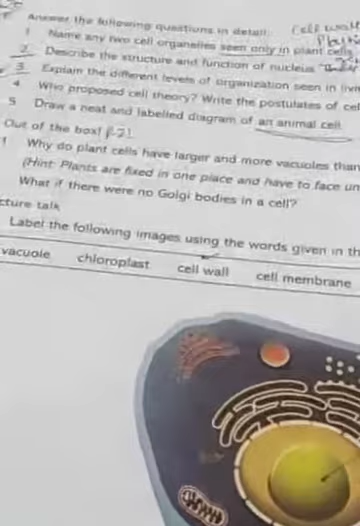 Answer the following questions in detail. Cell wall
1 Name any two cell organelles seen only in plant cells.
2. Describe the structure and function of nucleus
3. Explain the different levels of organization seen in
4 Who proposed cell theory? Write the postulates of
5 Draw a neat and labelled diagram of an animal cell.
Out of the box!
1 Why do plant cells have larger and more vacuoles than
(Hint: Plants are fixed in one place and have to face
What if there were no Golgi bodies in a cell?
talk
Label the following images using the words given in
vacuole chloroplast cell wall cell membrane